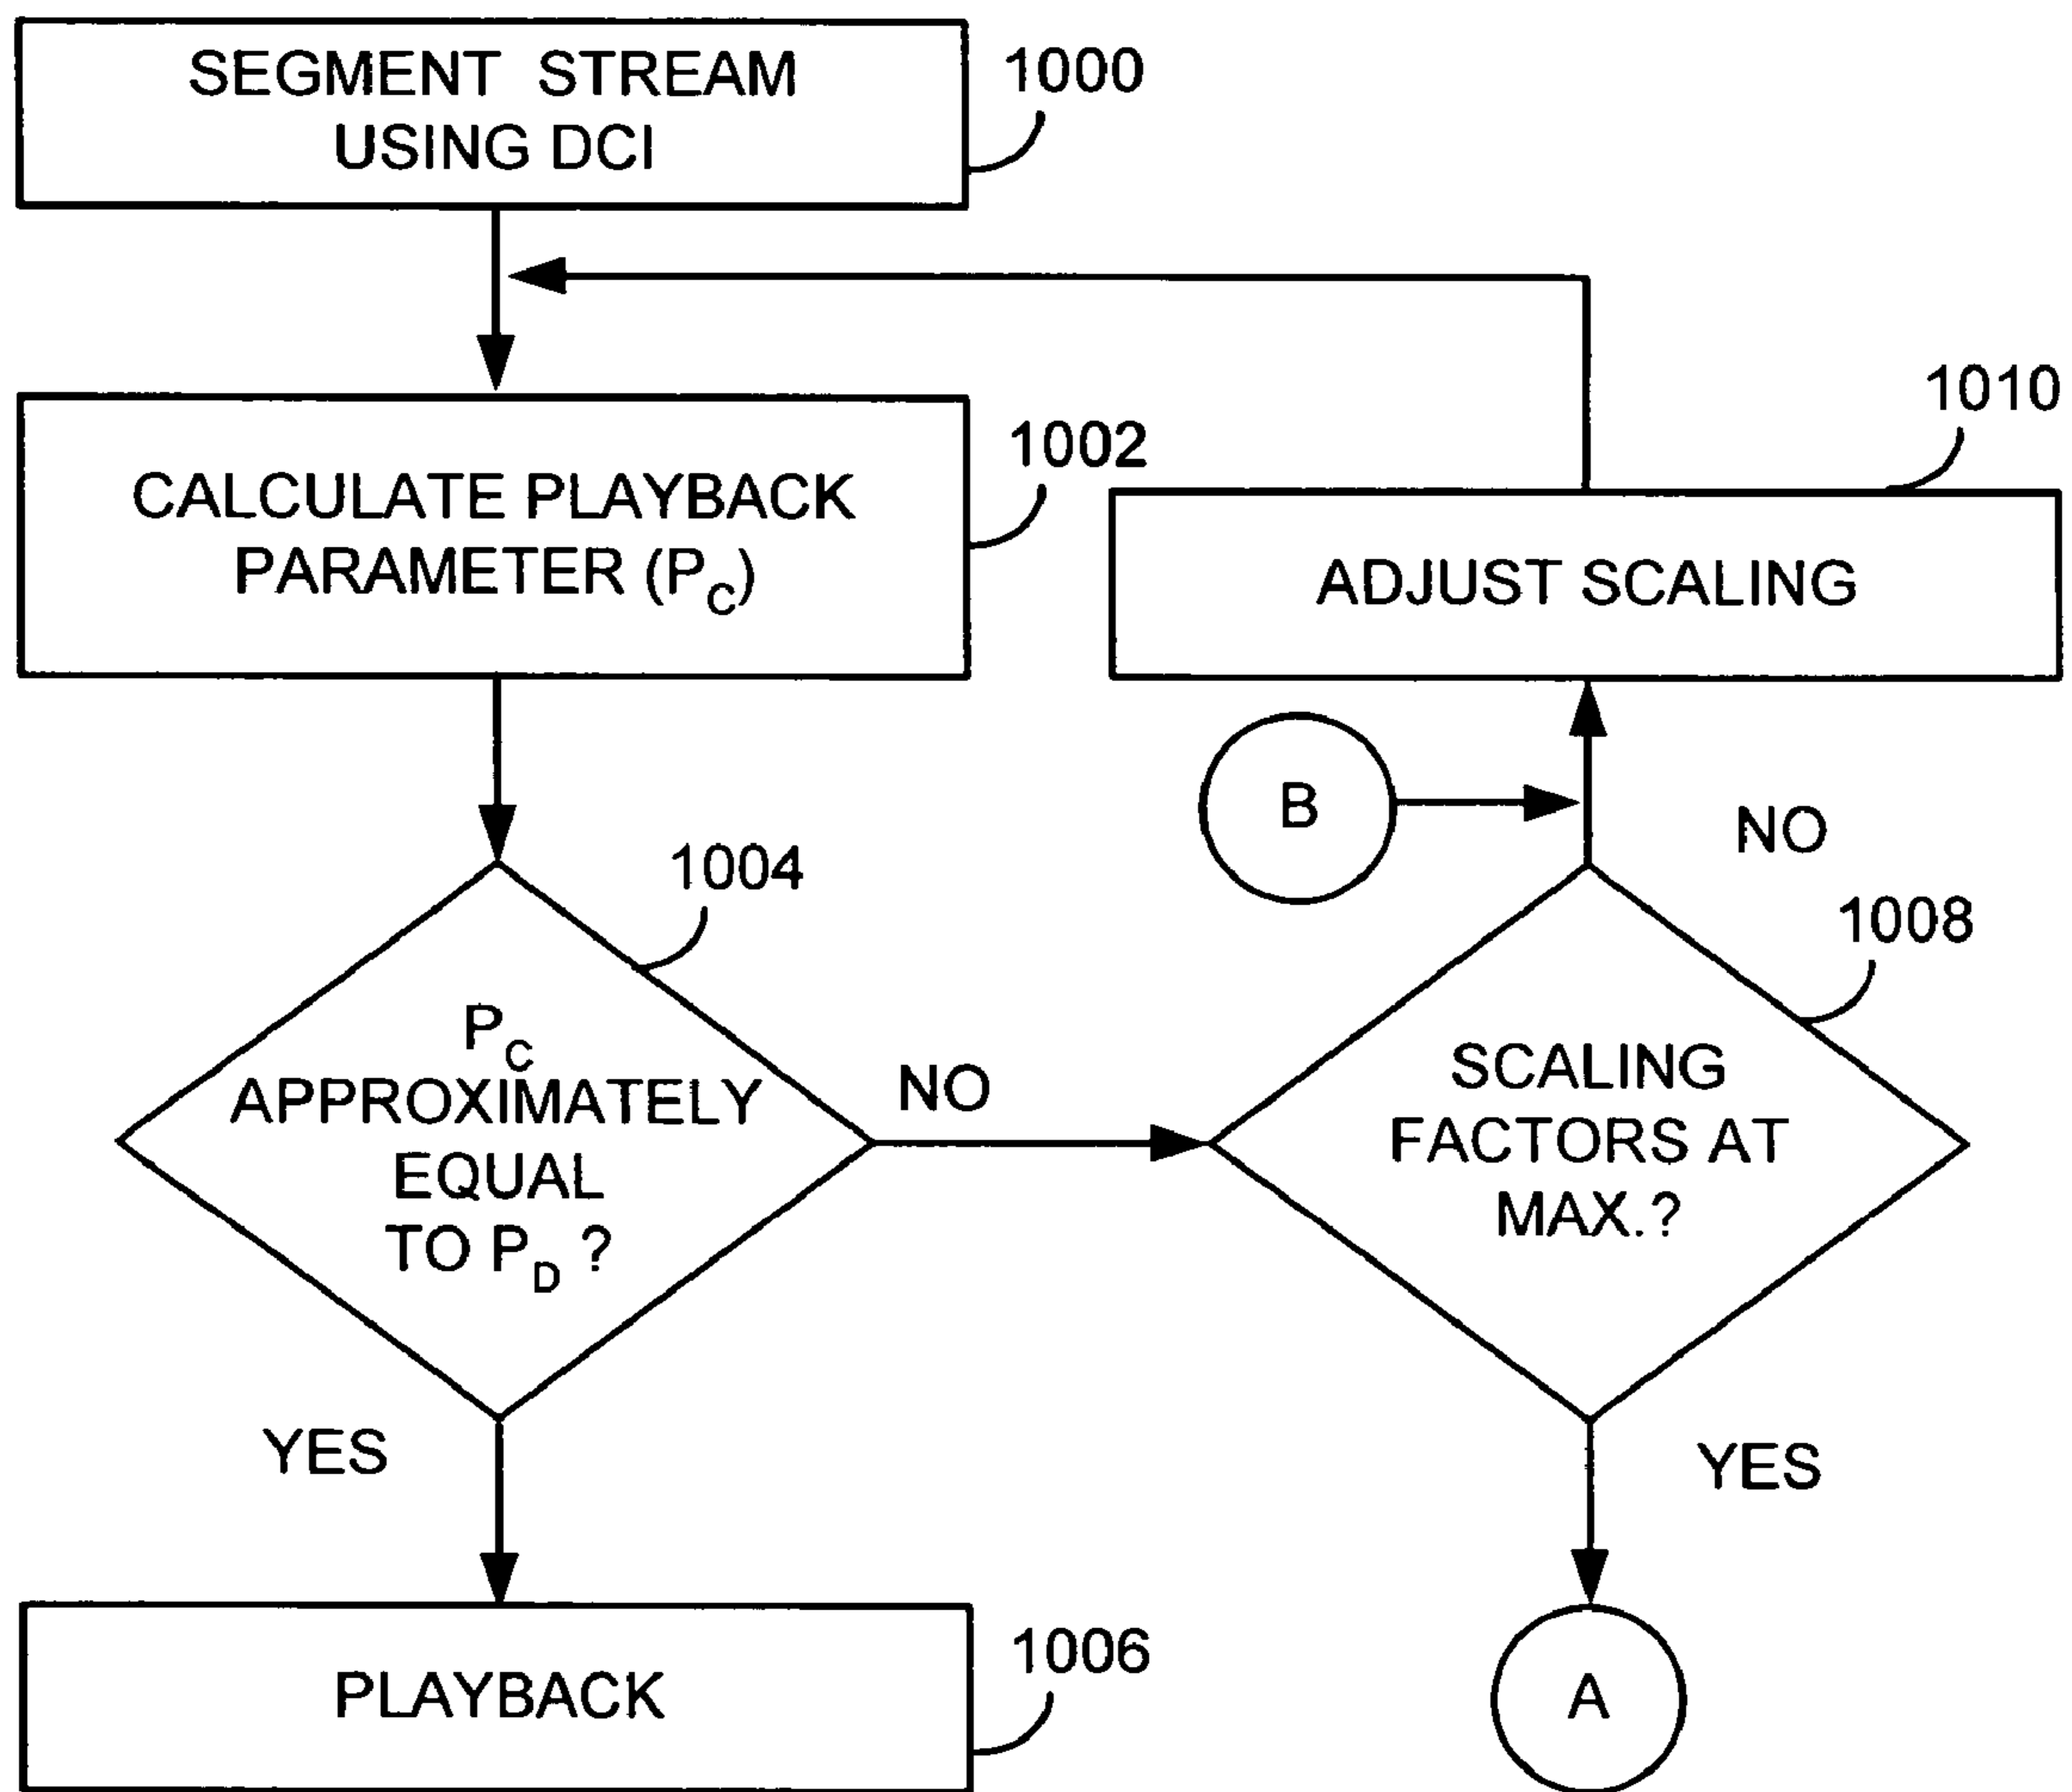 SEGMENT STREAM
USING DCI
1000
CALCULATE PLAYBACK
PARAMETER (PC)
1002
1010
ADJUST SCALING
B
NO
1004
PC
APPROXIMATELY
EQUAL
TO PD ?
NO
1008
SCALING
FACTORS AT
MAX.?
YES
YES
PLAYBACK
1006
A